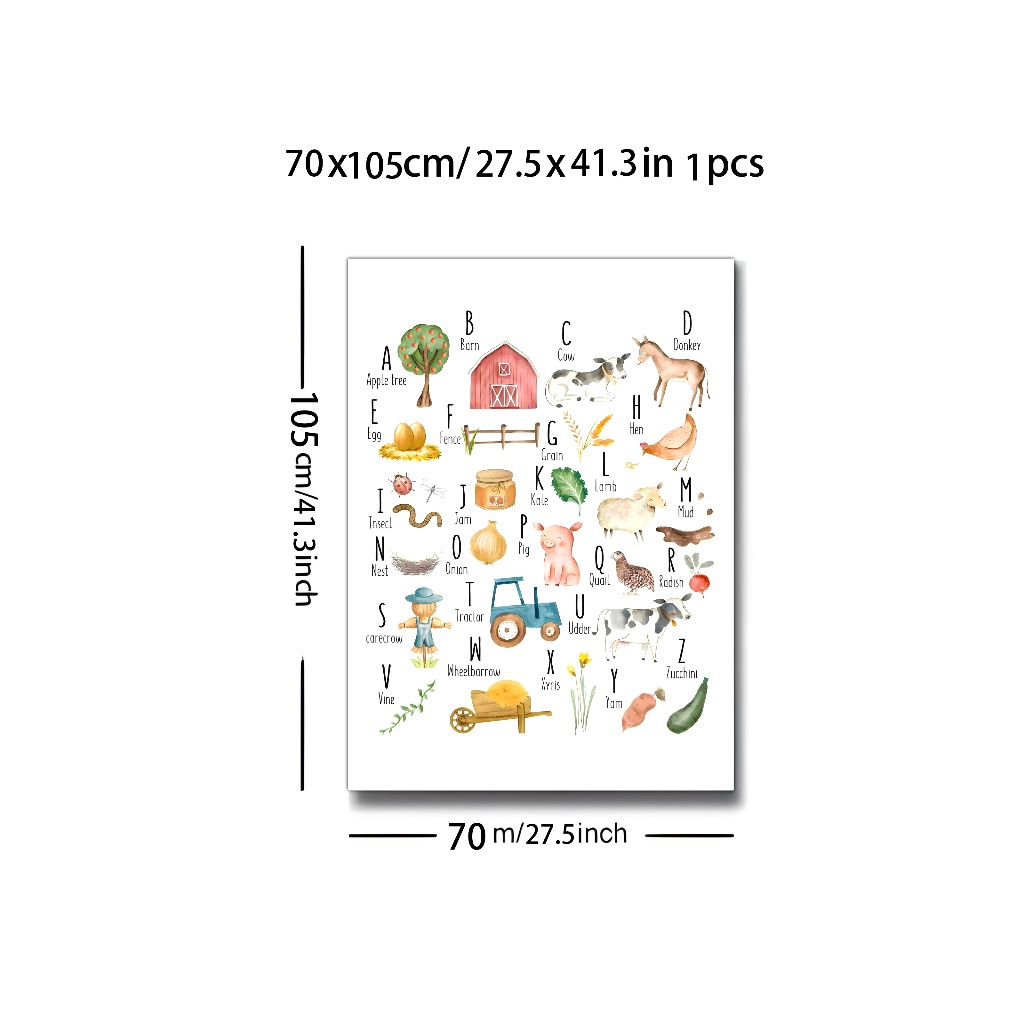 70x105cm/ 27.5x41.3in 1pcs
105cm/41.3inch
A
Apple tree
B
Barn
C
Cow
D
Donkey
E
Egg
F
Fence
G
Grain
H
Hen
I
Insect
J
Jam
K
Kale
L
Lamb
M
Mud
N
Nest
O
Onion
P
Pig
Q
Quail
R
Radish
S
carecrow
T
Tractor
U
Udder
V
Vine
W
Wheelbarrow
X
Xyris
Y
Yam
Z
Zucchini
70 m/27.5inch